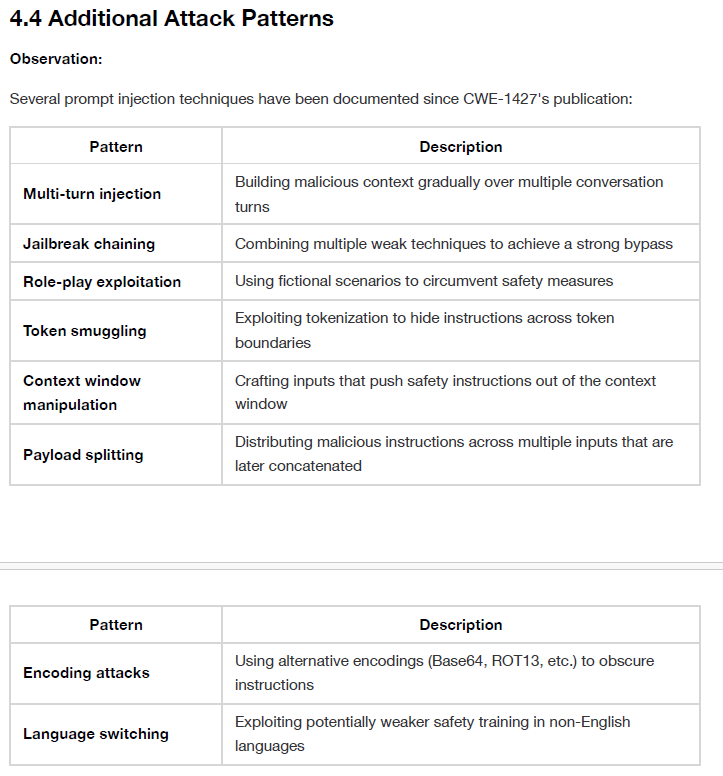 4.4 Additional Attack Patterns
Observation:
Several prompt injection techniques have been documented since CWE-1427's publication:
Pattern Description
Multi-turn injection Building malicious context gradually over multiple conversation
turns
Jailbreak chaining Combining multiple weak techniques to achieve a strong bypass
Role-play exploitation Using fictional scenarios to circumvent safety measures
Token smuggling Exploiting tokenization to hide instructions across token
boundaries
Context window
manipulation
Crafting inputs that push safety instructions out of the context
window
Payload splitting Distributing malicious instructions across multiple inputs that are
later concatenated
Pattern Description
Encoding attacks Using alternative encodings (Base64, ROT13, etc.) to obscure
instructions
Language switching Exploiting potentially weaker safety training in non-English
languages